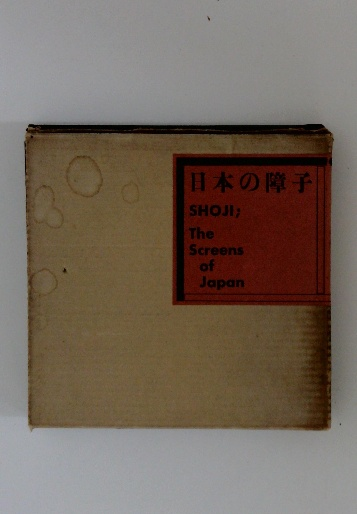 日本の障子
SHOJI;
The
Screens
of
Japan